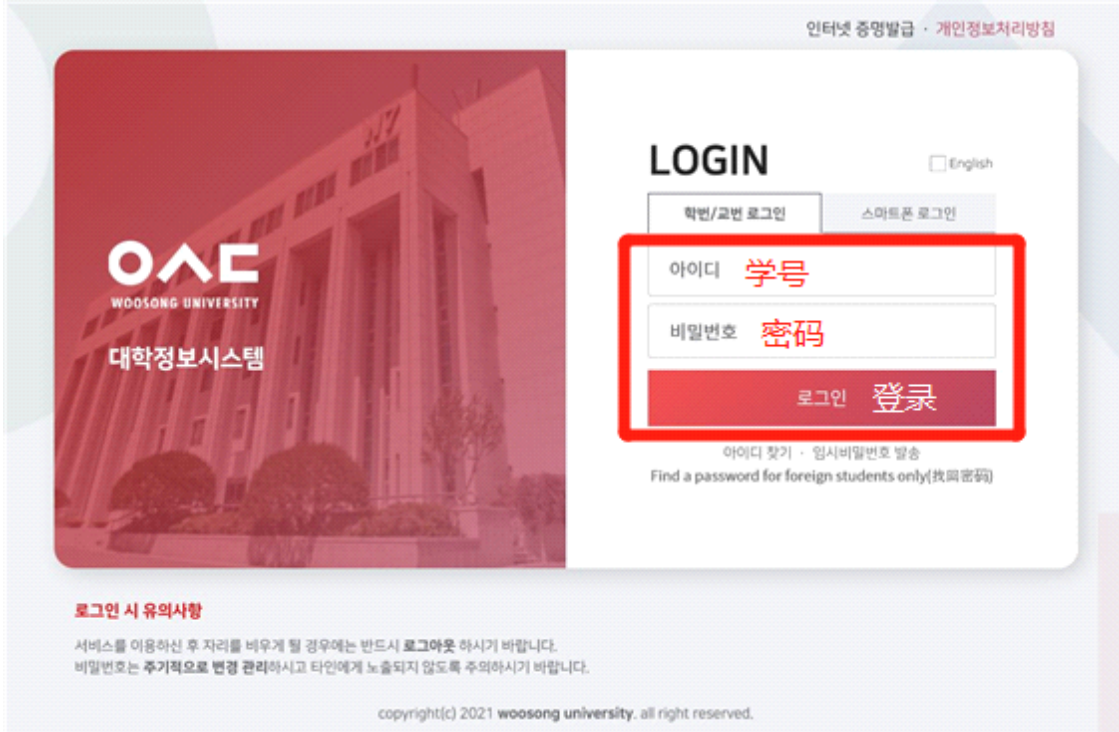 인터넷 증명발급 · 개인정보처리방침
W7
ㅇㅅㄷ
WOOSONG UNIVERSITY
대학정보시스템
LOGIN
English
학번/교번 로그인 스마트폰 로그인
아이디 学号
비밀번호 密码
로그인 登录
아이디 찾기 · 임시비밀번호 발송
Find a password for foreign students only(找回密码)
로그인 시 유의사항
서비스를 이용하신 후 자리를 비우게 될 경우에는 반드시 로그아웃 하시기 바랍니다.
비밀번호는 주기적으로 변경 관리하시고 타인에게 노출되지 않도록 주의하시기 바랍니다.
copyright(c) 2021 woosong university. all right reserved.